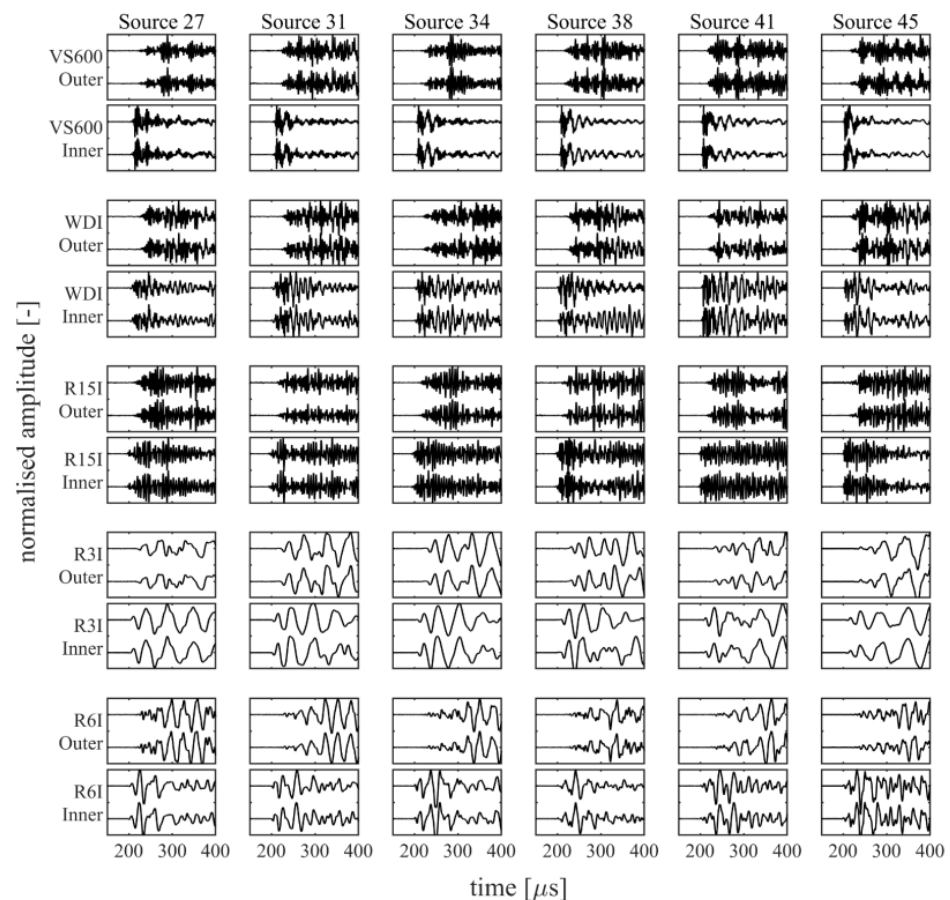 Source 27 Source 31 Source 34 Source 38 Source 41 Source 45
VS600
Outer
VS600
Inner
WDI
Outer
WDI
Inner
R15I
Outer
R15I
Inner
R3I
Outer
R3I
Inner
R6I
Outer
R6I
Inner
normalised amplitude [-]
200 300 400 200 300 400 200 300 400 200 300 400 200 300 400 200 300 400
time [μs]